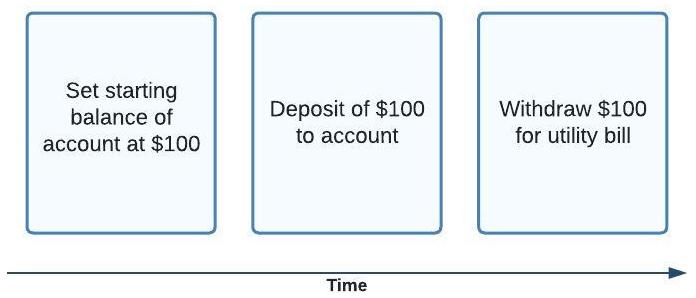 Set starting
balance of
account at $100
Deposit of $100
to account
Withdraw $100
for utility bill
Time